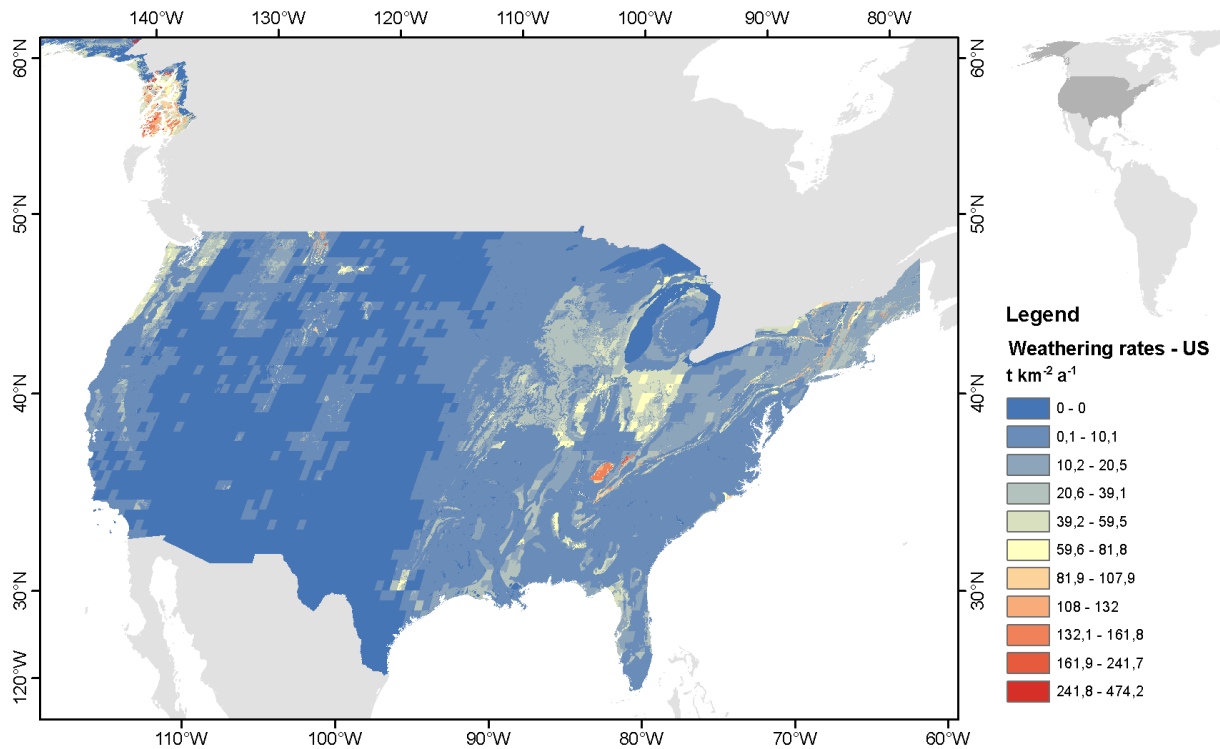 140°W 130°W 120°W 110°W 100°W 90°W 80°W
60°N 60°N
50°N 50°N
40°N 40°N
30°N 30°N
120°W
110°W 100°W 90°W 80°W 70°W 60°W
Legend
Weathering rates - US
t km⁻² a⁻¹
0 - 0
0,1 - 10,1
10,2 - 20,5
20,6 - 39,1
39,2 - 59,5
59,6 - 81,8
81,9 - 107,9
108 - 132
132,1 - 161,8
161,9 - 241,7
241,8 - 474,2